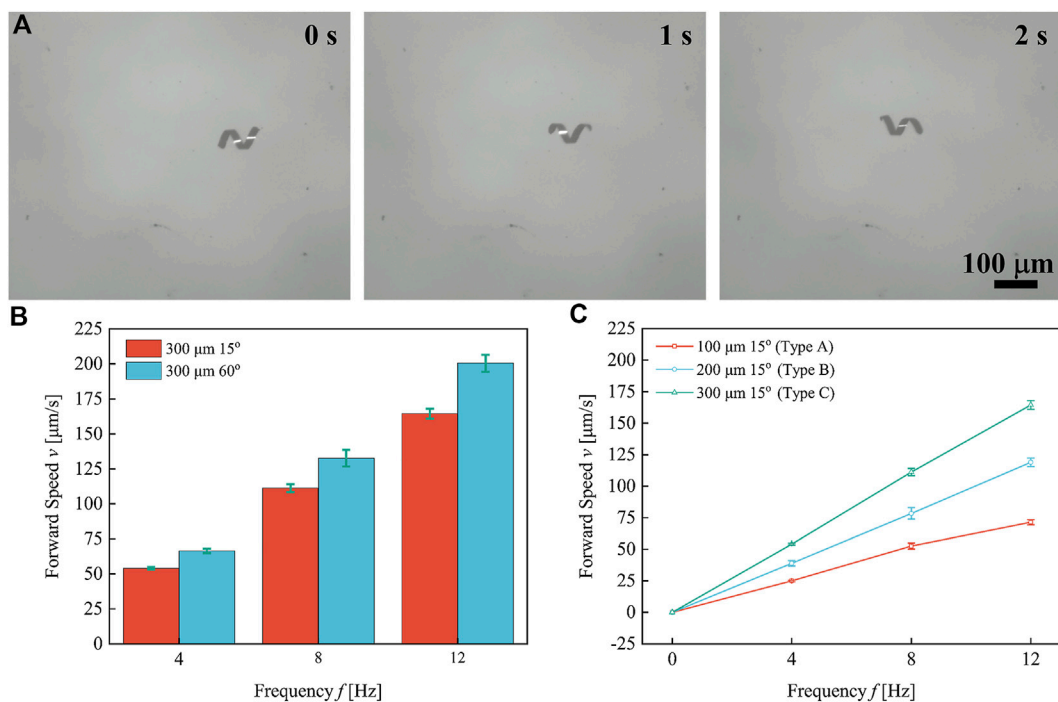 A
0 s
1 s
2 s
100 μm
B
225
200
175
150
125
100
75
50
25
0
Forward Speed v [μm/s]
300 μm 15°
300 μm 60°
4
8
12
Frequency f [Hz]
C
225
200
175
150
125
100
75
50
25
0
-25
Forward Speed v [μm/s]
100 μm 15° (Type A)
200 μm 15° (Type B)
300 μm 15° (Type C)
0
4
8
12
Frequency f [Hz]